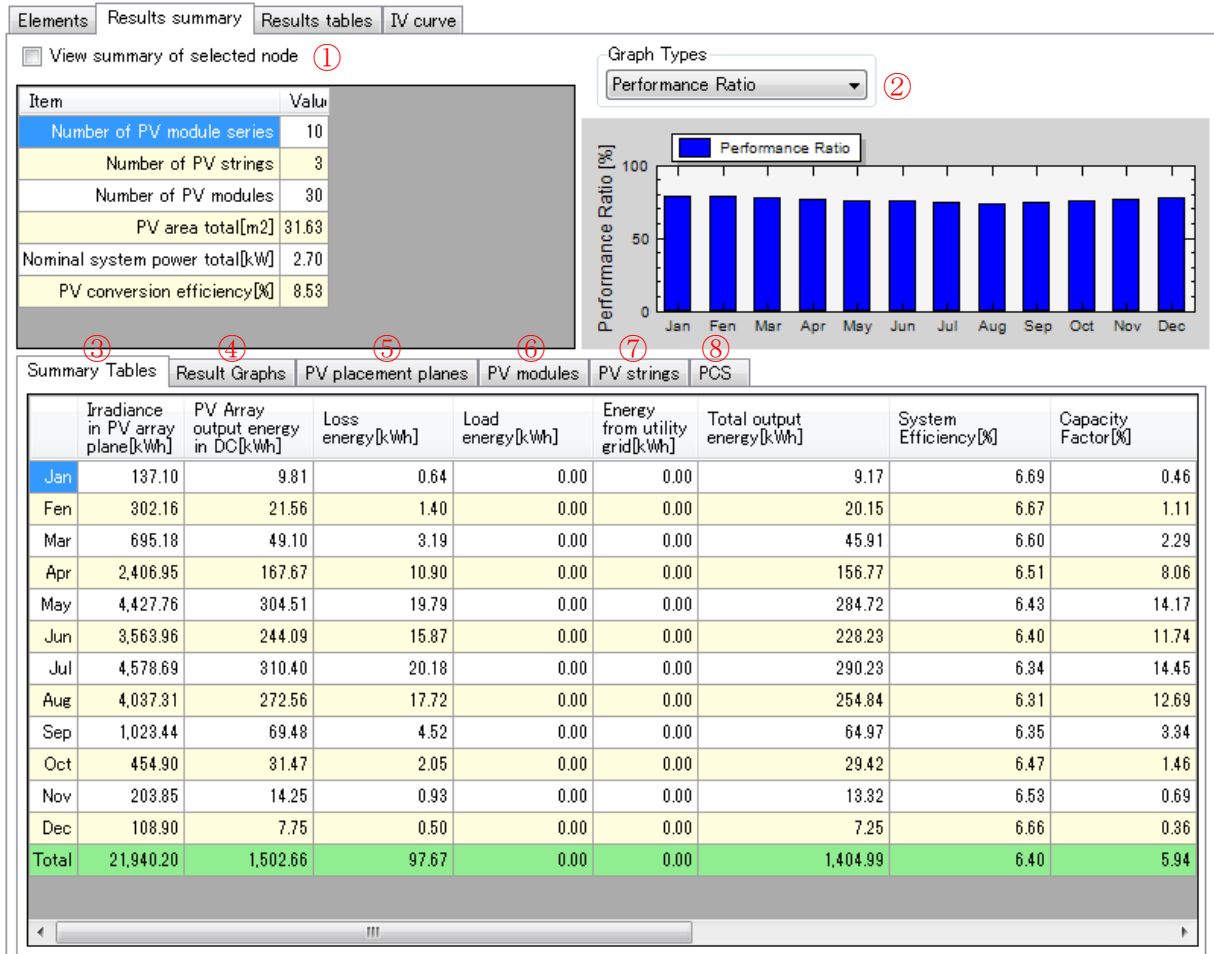 Elements Results summary Results tables IV curve
View summary of selected node ①
Graph Types
Performance Ratio ②
Item Valu
Number of PV module series 10
Number of PV strings 3
Number of PV modules 30
PV area total[m2] 31.63
Nominal system power total[kW] 2.70
PV conversion efficiency[%] 8.53
Performance Ratio
Performance Ratio [%]
100
50
0
Jan Fen Mar Apr May Jun Jul Aug Sep Oct Nov Dec
③ ④ ⑤ ⑥ ⑦ ⑧
Summary Tables Result Graphs PV placement planes PV modules PV strings PCS
Irradiance PV Array Loss Load Energy Total output System Capacity
in PV array output energy energy[kWh] energy[kWh] from utility energy[kWh] Efficiency[%] Factor[%]
plane[kWh] in DC[kWh] grid[kWh]
Jan 137.10 9.81 0.64 0.00 0.00 9.17 6.69 0.46
Fen 302.16 21.56 1.40 0.00 0.00 20.15 6.67 1.11
Mar 695.18 49.10 3.19 0.00 0.00 45.91 6.60 2.29
Apr 2,406.95 167.67 10.90 0.00 0.00 156.77 6.51 8.06
May 4,427.76 304.51 19.79 0.00 0.00 284.72 6.43 14.17
Jun 3,563.96 244.09 15.87 0.00 0.00 228.23 6.40 11.74
Jul 4,578.69 310.40 20.18 0.00 0.00 290.23 6.34 14.45
Aug 4,037.31 272.56 17.72 0.00 0.00 254.84 6.31 12.69
Sep 1,023.44 69.48 4.52 0.00 0.00 64.97 6.35 3.34
Oct 454.90 31.47 2.05 0.00 0.00 29.42 6.47 1.46
Nov 203.85 14.25 0.93 0.00 0.00 13.32 6.53 0.69
Dec 108.90 7.75 0.50 0.00 0.00 7.25 6.66 0.36
Total 21,940.20 1,502.66 97.67 0.00 0.00 1,404.99 6.40 5.94